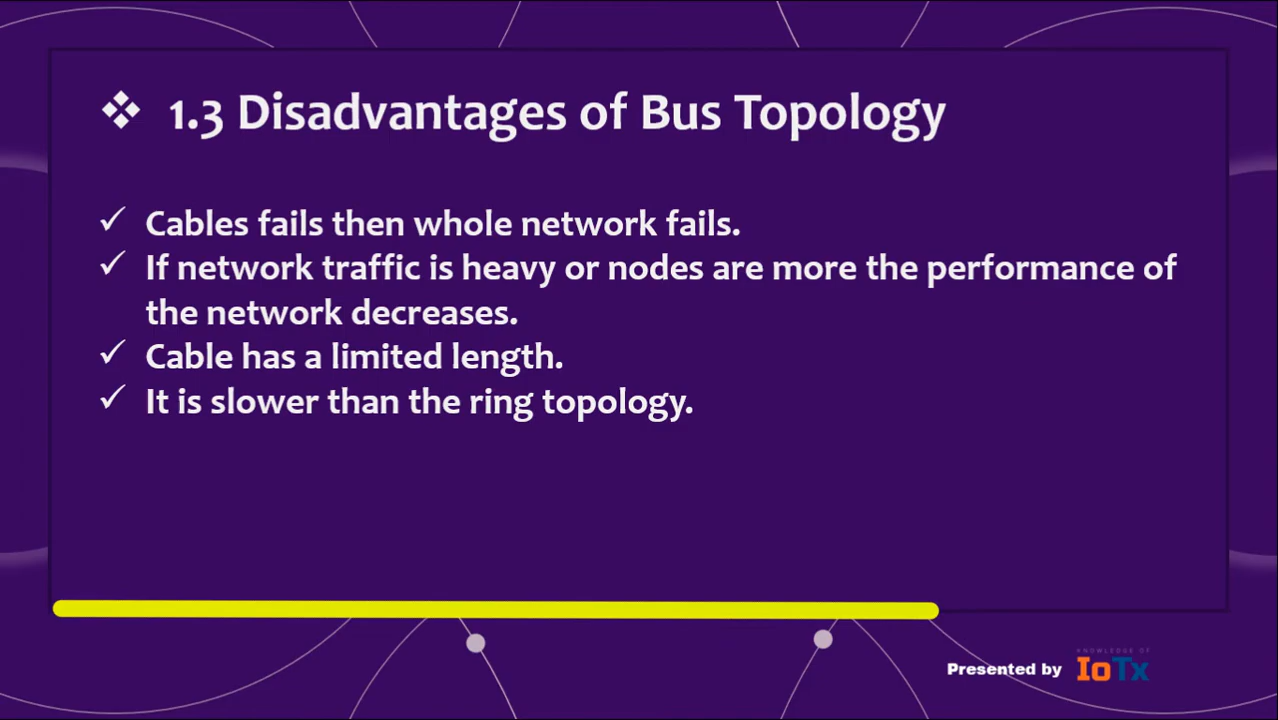 ❖ 1.3 Disadvantages of Bus Topology
✓ Cables fails then whole network fails.
✓ If network traffic is heavy or nodes are more the performance of
the network decreases.
✓ Cable has a limited length.
✓ It is slower than the ring topology.
KNOWLEDGE OF
Presented by IoTx